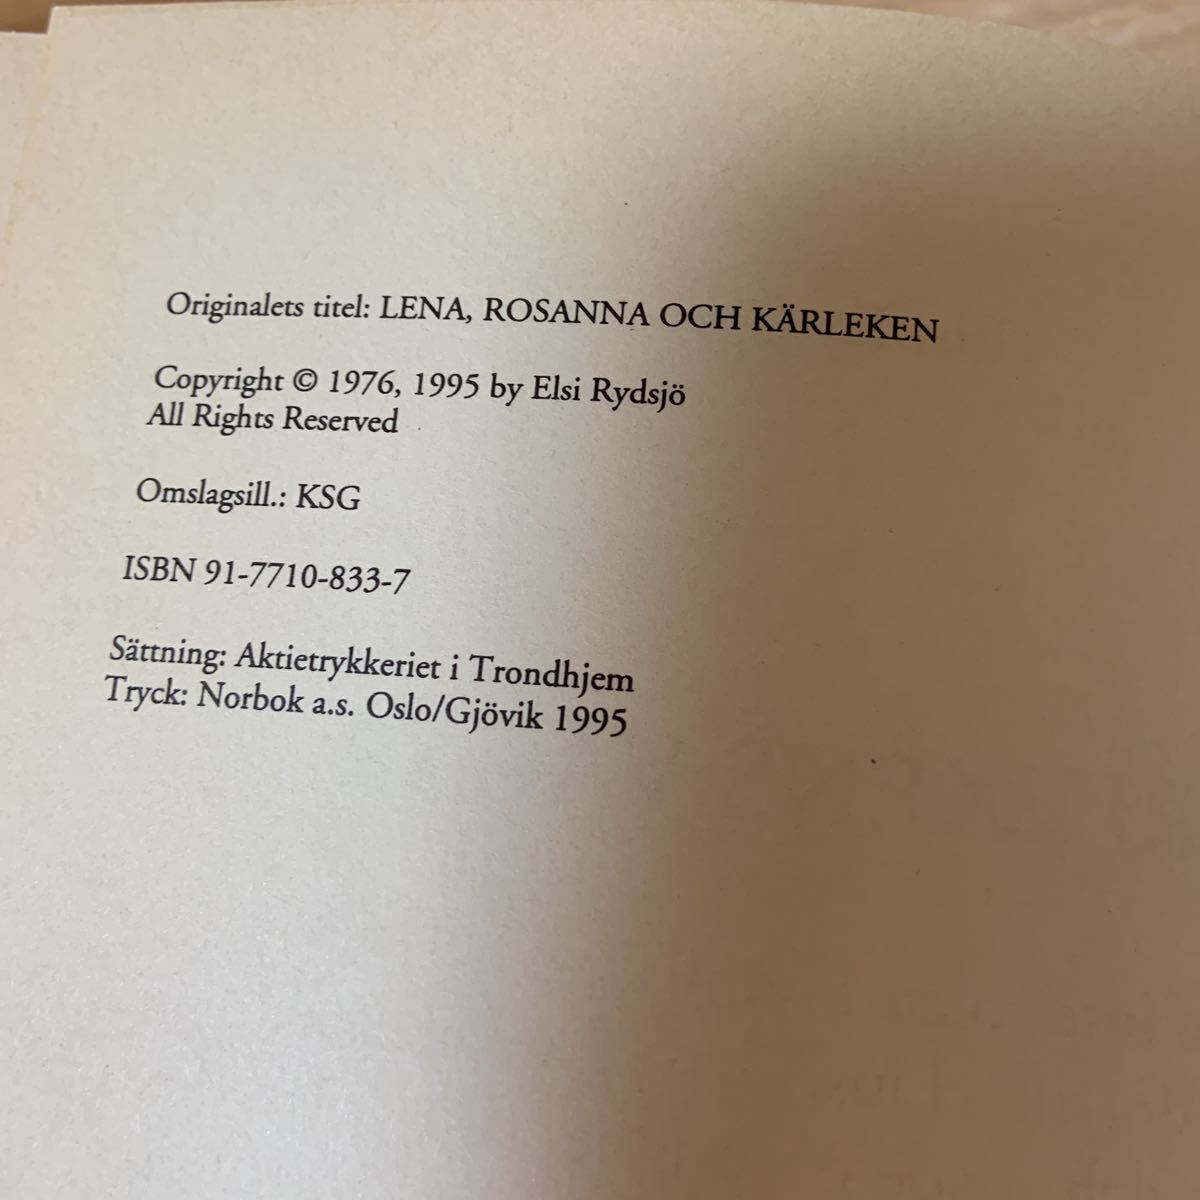 Originalets titel: LENA, ROSANNA OCH KÄRLEKEN
Copyright © 1976, 1995 by Elsi Rydsjö
All Rights Reserved
Omslagsill.: KSG
ISBN 91-7710-833-7
Sättning: Aktietrykkeriet i Trondhjem
Tryck: Norbok a.s. Oslo/Gjövik 1995